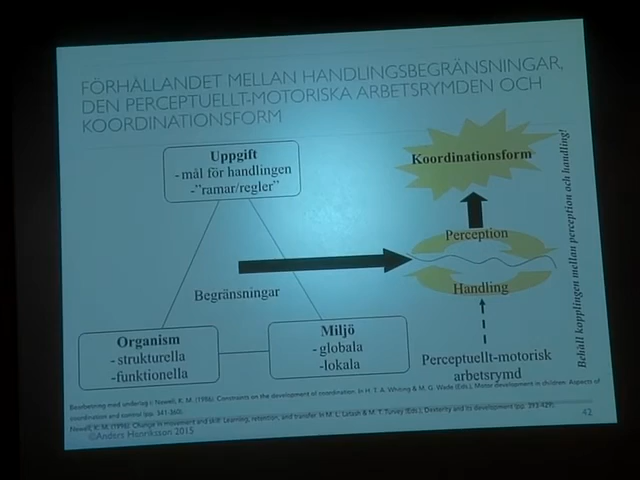 FÖRHÅLLANDET MELLAN HANDLINGSBEGRÄNSNINGAR,
DEN PERCEPTUELLT-MOTORISKA ARBETSRYMDEN OCH
KOORDINATIONSFORM
Uppgift
-mål för handlingen
-"ramar/regler"
Koordinationsform
Perception
Handling
Begränsningar
Organism
- strukturella
-funktionella
Miljö
- globala
-lokala
Perceptuellt-motorisk
arbetsrymd
Behåll kopplingen mellan perception och handling!
Bearbetning med underlag i: Newell, K. M. (1986). Constraints on the development of coordination. In H. T. A. Whiting & M. G. Wade (Eds.), Motor development in children: Aspects of
coordination and control (pp. 341-360).
Newell, K. M. (1996). Change in movement and skill: Learning, retention, and transfer. In M. L. Latash & M. T. Turvey (Eds.), Dexterity and its development (pp. 393-429).
©Anders Henriksson 2015
42